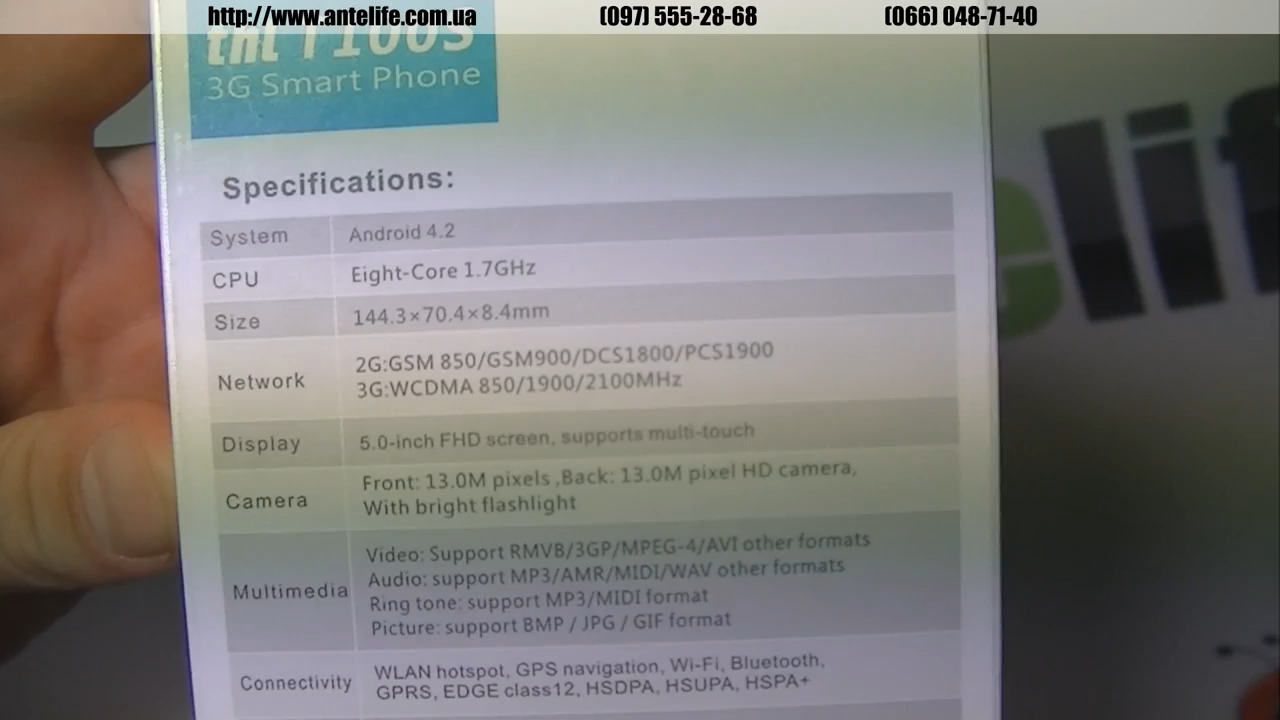 http://www.antelife.com.ua (097) 555-28-68 (066) 048-71-40
thl T100S
3G Smart Phone
Specifications:
System Android 4.2
CPU Eight-Core 1.7GHz
Size 144.3×70.4×8.4mm
Network 2G:GSM 850/GSM900/DCS1800/PCS1900
3G:WCDMA 850/1900/2100MHz
Display 5.0-inch FHD screen, supports multi-touch
Camera Front: 13.0M pixels ,Back: 13.0M pixel HD camera,
With bright flashlight
Multimedia Video: Support RMVB/3GP/MPEG-4/AVI other formats
Audio: support MP3/AMR/MIDI/WAV other formats
Ring tone: support MP3/MIDI format
Picture: support BMP / JPG / GIF format
Connectivity WLAN hotspot, GPS navigation, Wi-Fi, Bluetooth,
GPRS, EDGE class12, HSDPA, HSUPA, HSPA+
elif